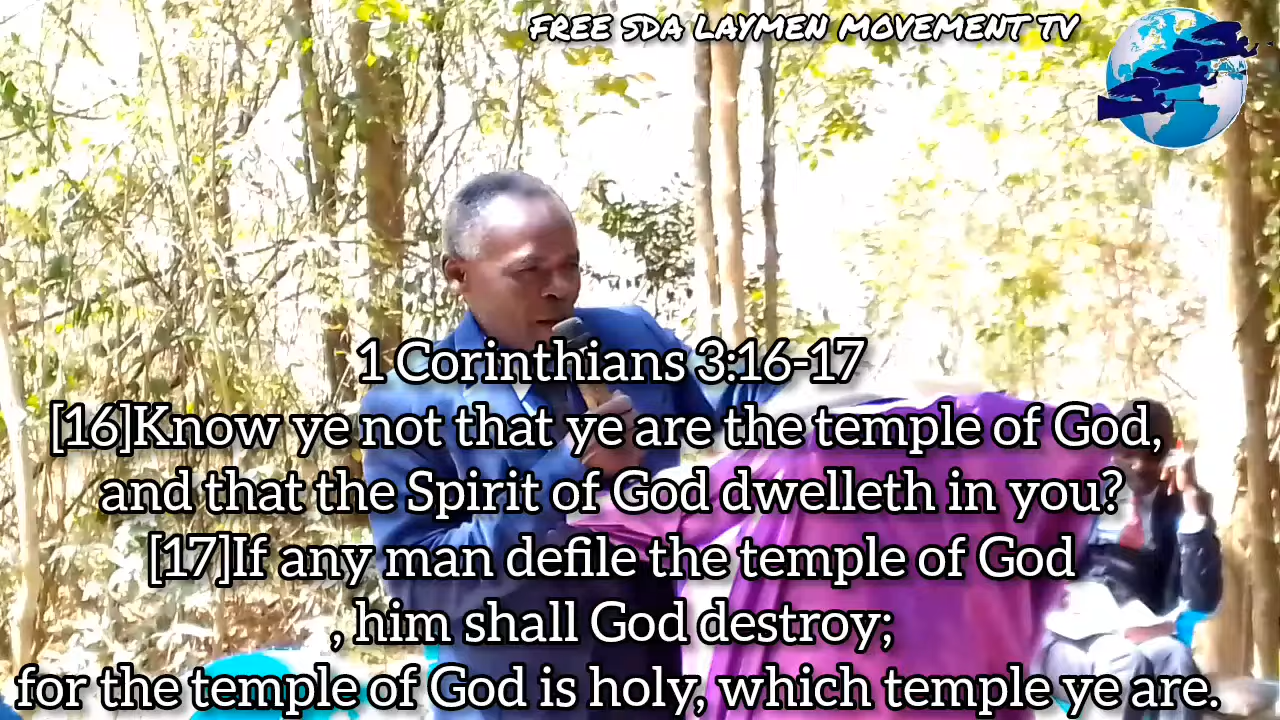 FREE SDA LAYMEN MOVEMENT TV
1 Corinthians 3:16-17
[16]Know ye not that ye are the temple of God,
and that the Spirit of God dwelleth in you?
[17]If any man defile the temple of God
, him shall God destroy;
for the temple of God is holy, which temple ye are.